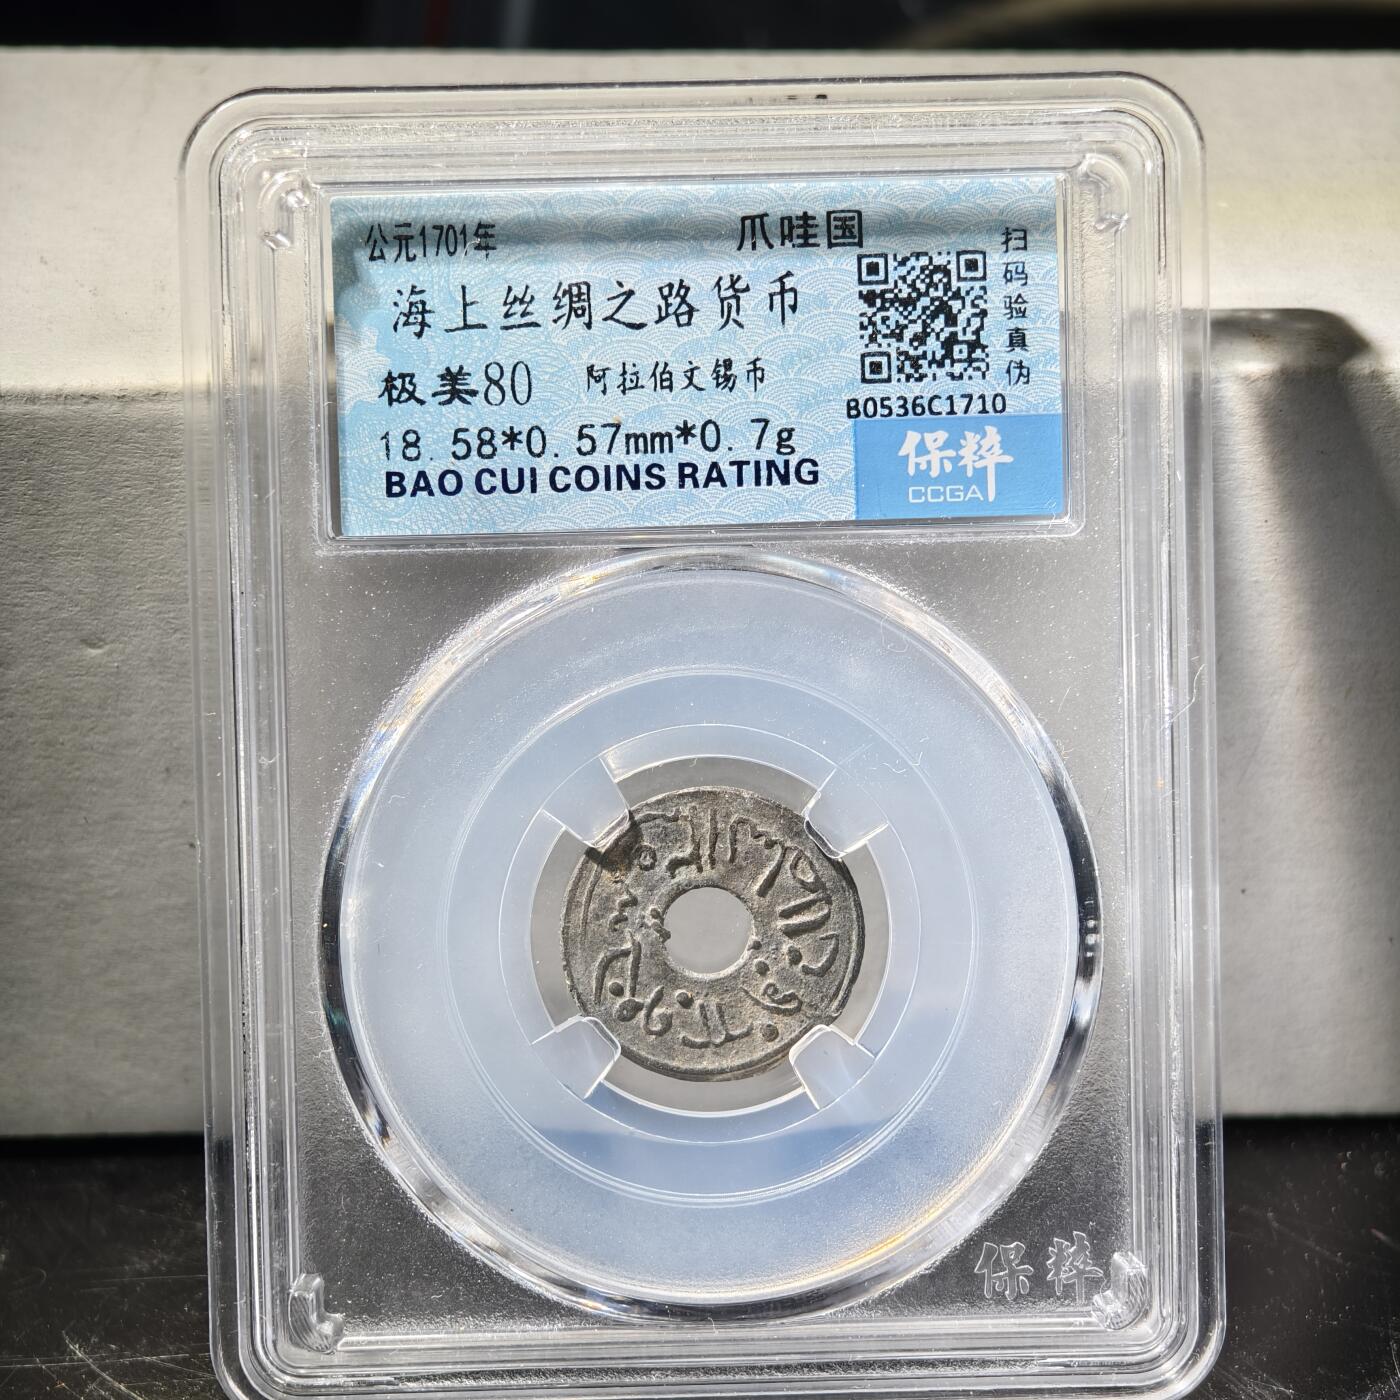 公元1701年 爪哇国
海上丝绸之路货币
极美80 阿拉伯文锡币
18.58*0.57mm*0.7g
BAO CUI COINS RATING
扫码验真伪
B0536C1710
保粹
CCGA
保粹